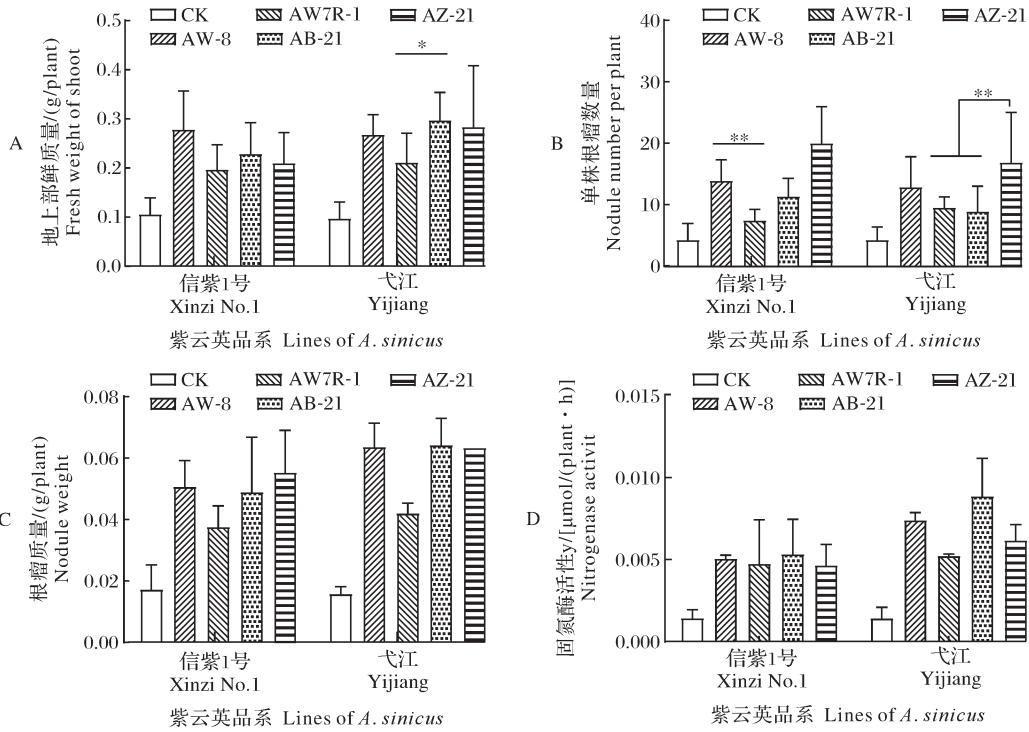 A
地上部鲜质量/(g/plant)
Fresh weight of shoot
CK
AW7R-1
AZ-21
AW-8
AB-21
0.5
0.4
0.3
0.2
0.1
0.0
*
信紫1号
Xinzi No.1
弋江
Yijiang
紫云英品系 Lines of A. sinicus
B
单株根瘤数量
Nodule number per plant
CK
AW7R-1
AZ-21
AW-8
AB-21
40
30
20
10
0
**
**
信紫1号
Xinzi No.1
弋江
Yijiang
紫云英品系 Lines of A. sinicus
C
根瘤质量/(g/plant)
Nodule weight
CK
AW7R-1
AZ-21
AW-8
AB-21
0.08
0.06
0.04
0.02
0.00
信紫1号
Xinzi No.1
弋江
Yijiang
紫云英品系 Lines of A. sinicus
D
固氮酶活性y/[μmol/(plant·h)]
Nitrogenase activit
CK
AW7R-1
AZ-21
AW-8
AB-21
0.015
0.010
0.005
0.000
信紫1号
Xinzi No.1
弋江
Yijiang
紫云英品系 Lines of A. sinicus